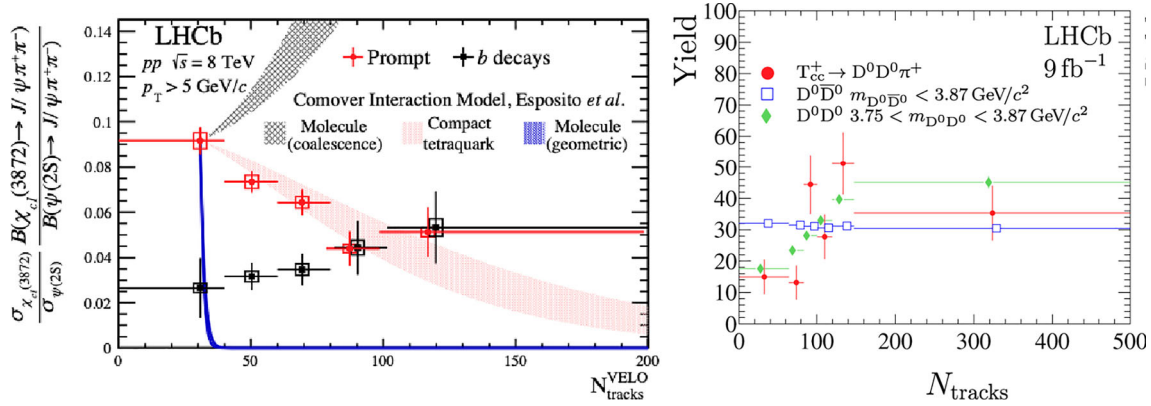 σχc1(3872) / σψ(2S) B(χc1(3872)→ J/ψ π+π−) / B(ψ(2S)→ J/ψ π+π−)
0.14
0.12
0.1
0.08
0.06
0.04
0.02
0
LHCb
pp √s = 8 TeV
pT > 5 GeV/c
Prompt
b decays
Comover Interaction Model, Esposito et al.
Molecule
(coalescence)
Compact
tetraquark
Molecule
(geometric)
0 50 100 150 200
N^VELO_tracks
Yield
100
90
80
70
60
50
40
30
20
10
0
LHCb
9 fb−1
Tcc+ → D0D0π+
D0D̄0 mD0D̄0 < 3.87 GeV/c2
D0D0 3.75 < mD0D0 < 3.87 GeV/c2
0 100 200 300 400 500
Ntracks